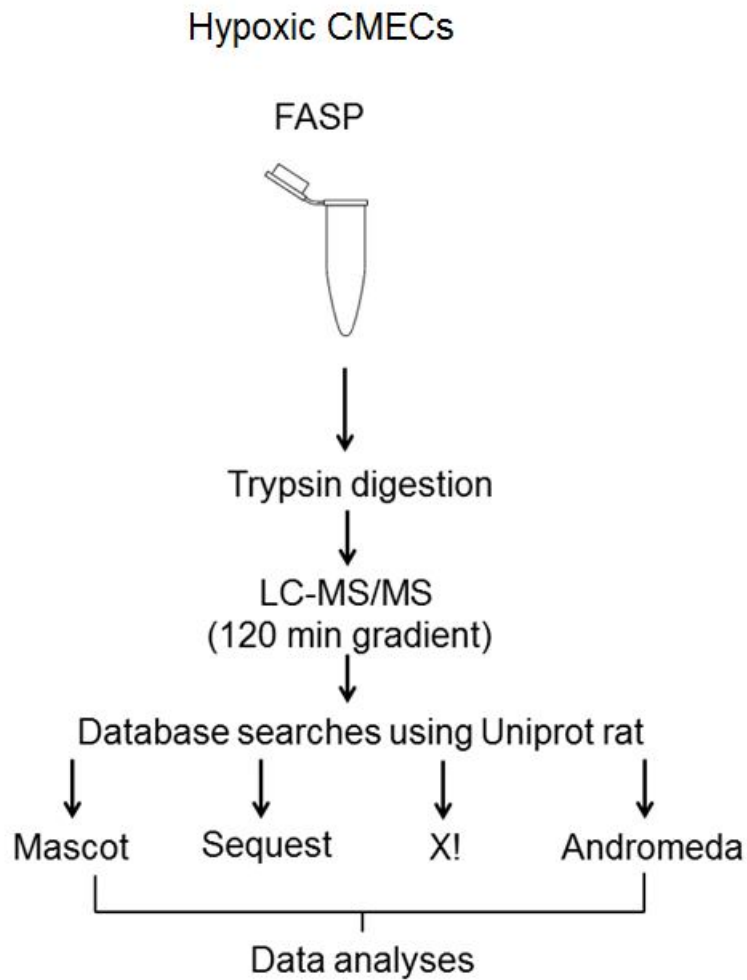 Hypoxic CMECs
FASP
Trypsin digestion
LC-MS/MS
(120 min gradient)
Database searches using Uniprot rat
Mascot Sequest X! Andromeda
Data analyses